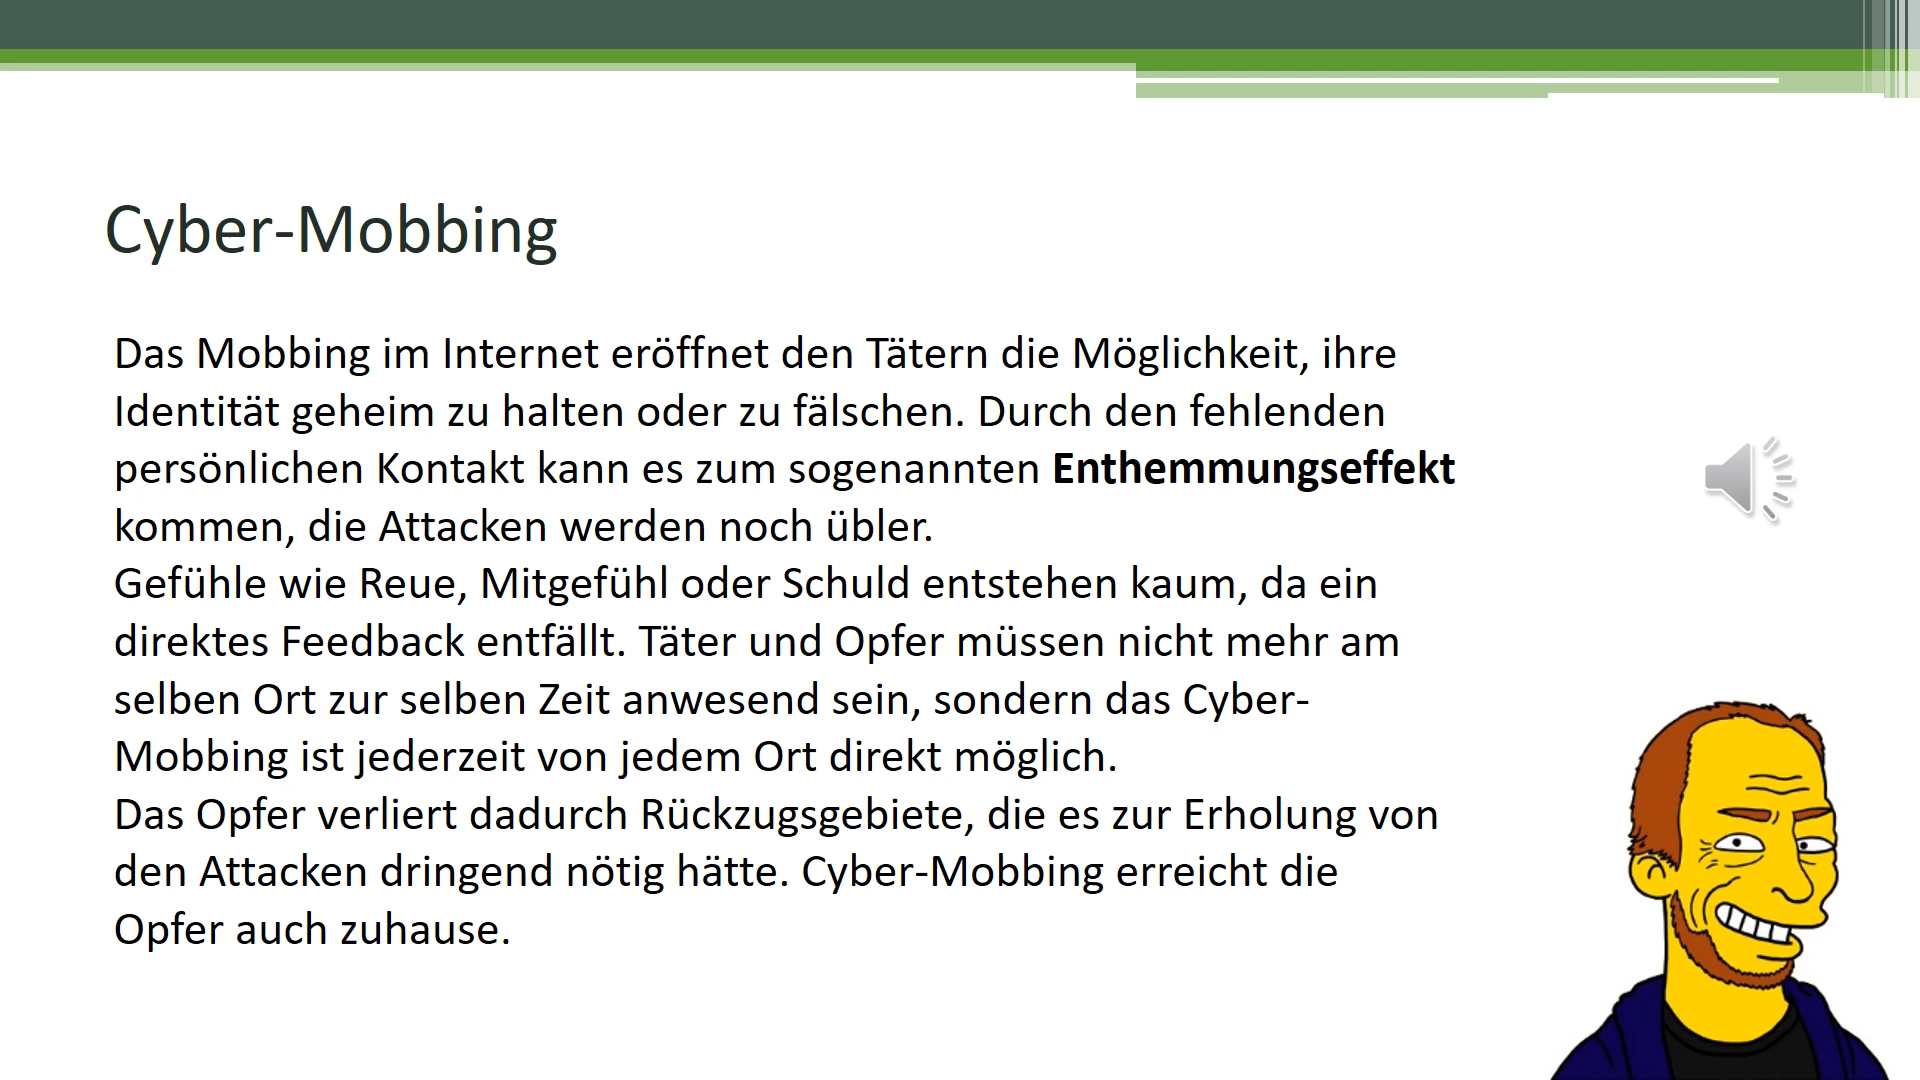 Cyber-Mobbing
Das Mobbing im Internet eröffnet den Tätern die Möglichkeit, ihre
Identität geheim zu halten oder zu fälschen. Durch den fehlenden
persönlichen Kontakt kann es zum sogenannten Enthemmungseffekt
kommen, die Attacken werden noch übler.
Gefühle wie Reue, Mitgefühl oder Schuld entstehen kaum, da ein
direktes Feedback entfällt. Täter und Opfer müssen nicht mehr am
selben Ort zur selben Zeit anwesend sein, sondern das Cyber-
Mobbing ist jederzeit von jedem Ort direkt möglich.
Das Opfer verliert dadurch Rückzugsgebiete, die es zur Erholung von
den Attacken dringend nötig hätte. Cyber-Mobbing erreicht die
Opfer auch zuhause.